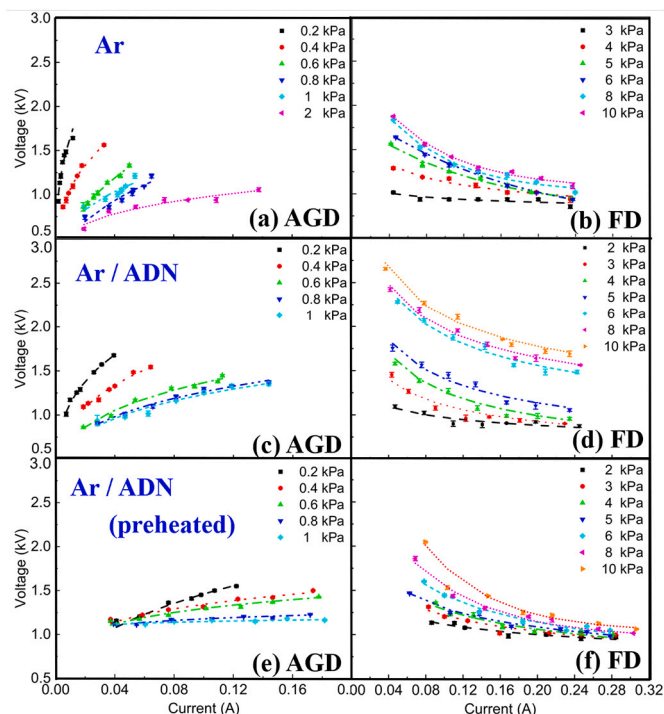 3.0
2.5
2.0
1.5
1.0
0.5
Voltage (kV)
Ar
0.2 kPa
0.4 kPa
0.6 kPa
0.8 kPa
1 kPa
2 kPa
(a) AGD
3 kPa
4 kPa
5 kPa
6 kPa
8 kPa
10 kPa
(b) FD
3.0
2.5
2.0
1.5
1.0
0.5
Voltage (kV)
Ar / ADN
0.2 kPa
0.4 kPa
0.6 kPa
0.8 kPa
1 kPa
(c) AGD
2 kPa
3 kPa
4 kPa
5 kPa
6 kPa
8 kPa
10 kPa
(d) FD
3.0
2.5
2.0
1.5
1.0
0.5
Voltage (kV)
Ar / ADN
(preheated)
0.2 kPa
0.4 kPa
0.6 kPa
0.8 kPa
1 kPa
(e) AGD
2 kPa
3 kPa
4 kPa
5 kPa
6 kPa
8 kPa
10 kPa
(f) FD
0.00 0.04 0.08 0.12 0.16 0.00 0.04 0.08 0.12 0.16 0.20 0.24 0.28 0.32
Current (A) Current (A)